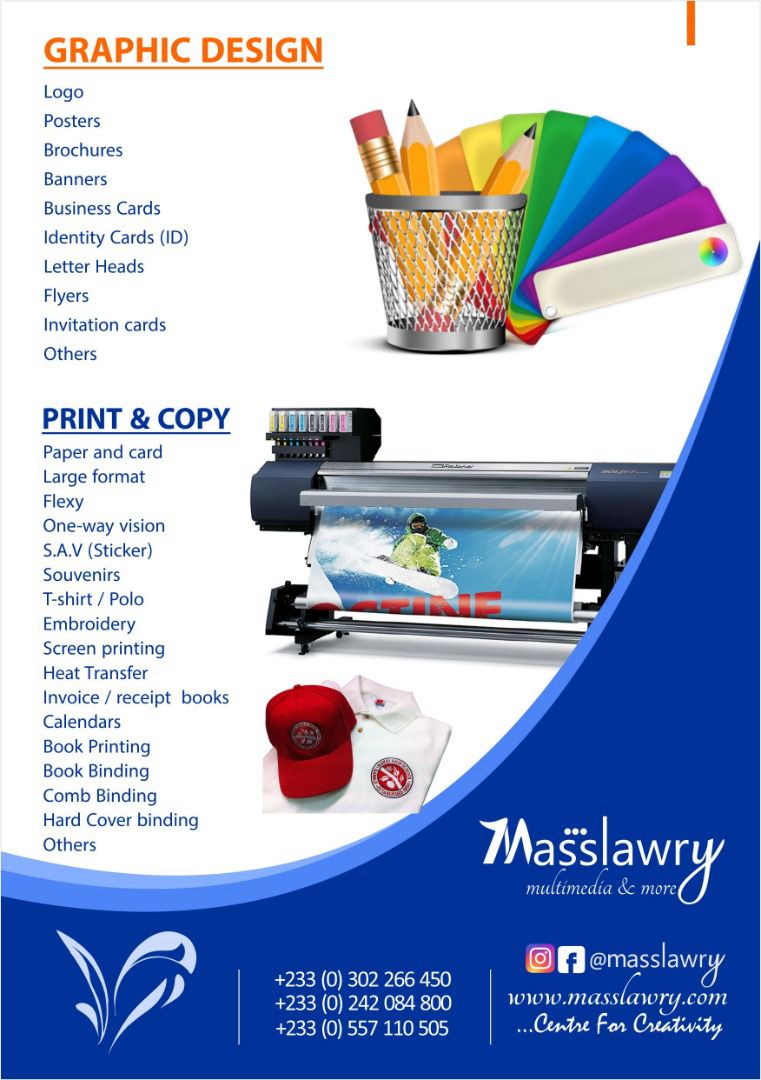 GRAPHIC DESIGN
Logo
Posters
Brochures
Banners
Business Cards
Identity Cards (ID)
Letter Heads
Flyers
Invitation cards
Others
PRINT & COPY
Paper and card
Large format
Flexy
One-way vision
S.A.V (Sticker)
Souvenirs
T-shirt / Polo
Embroidery
Screen printing
Heat Transfer
Invoice / receipt books
Calendars
Book Printing
Book Binding
Comb Binding
Hard Cover binding
Others
Roland
Masslawry
multimedia & more
+233 (0) 302 266 450
+233 (0) 242 084 800
+233 (0) 557 110 505
@masslawry
www.masslawry.com
...Centre For Creativity